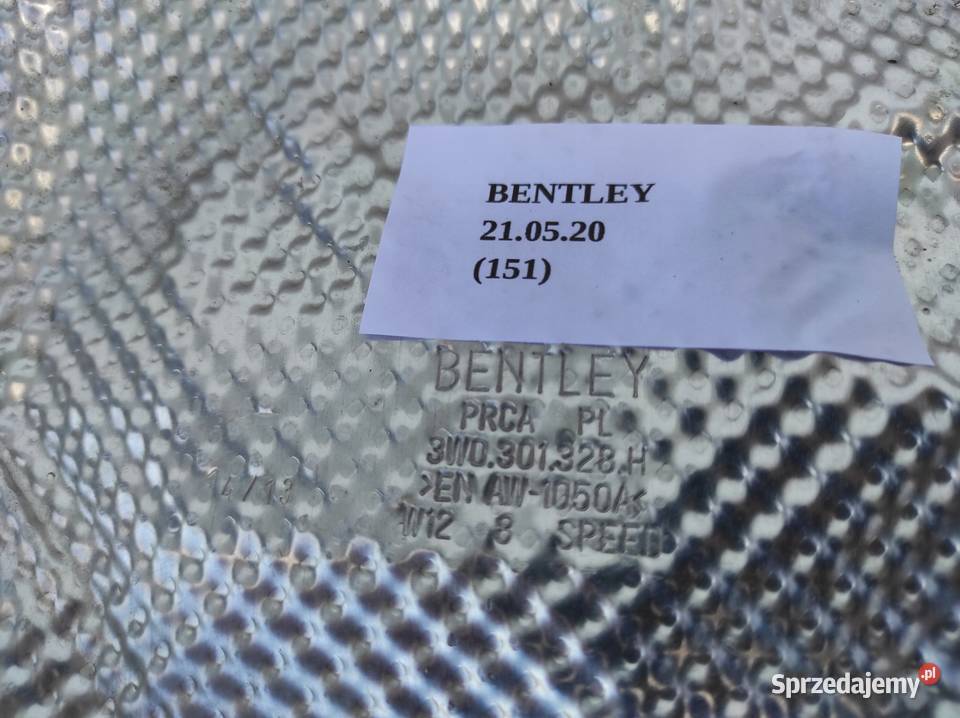 BENTLEY
21.05.20
(151)
BENTLEY
PRCA PL
3W0.301.328.H
>EN AW-1050A<
W12 8 SPEED
14/13
Sprzedajemy.pl